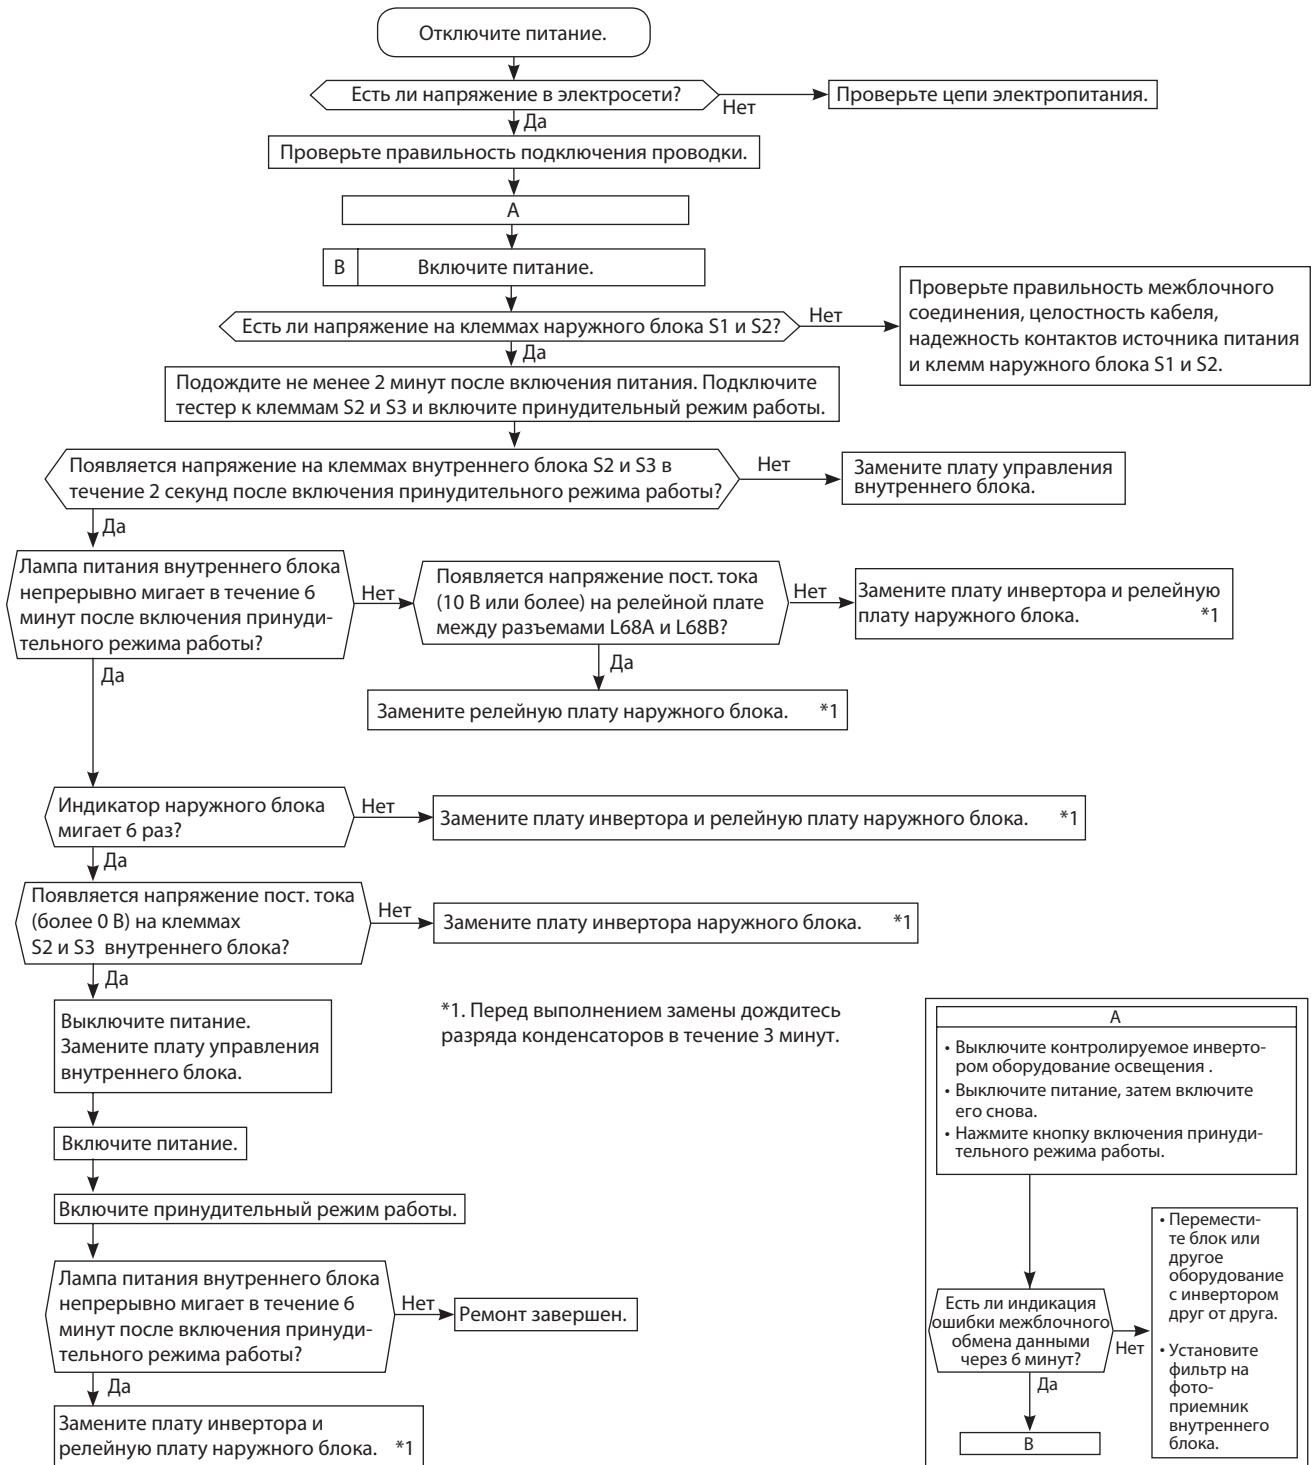 Отключите питание.
Есть ли напряжение в электросети?
Нет
Проверьте цепи электропитания.
Да
Проверьте правильность подключения проводки.
A
B
Включите питание.
Есть ли напряжение на клеммах наружного блока S1 и S2?
Нет
Проверьте правильность межблочного
соединения, целостность кабеля,
надежность контактов источника питания
и клемм наружного блока S1 и S2.
Да
Подождите не менее 2 минут после включения питания. Подключите
тестер к клеммам S2 и S3 и включите принудительный режим работы.
Появляется напряжение на клеммах внутреннего блока S2 и S3 в
течение 2 секунд после включения принудительного режима работы?
Нет
Замените плату управления
внутреннего блока.
Да
Лампа питания внутреннего блока
непрерывно мигает в течение 6
минут после включения принуди-
тельного режима работы?
Нет
Появляется напряжение пост. тока
(10 В или более) на релейной плате
между разъемами L68A и L68B?
Нет
Замените плату инвертора и релейную
плату наружного блока. *1
Да
Замените релейную плату наружного блока. *1
Да
Индикатор наружного блока
мигает 6 раз?
Нет
Замените плату инвертора и релейную плату наружного блока. *1
Да
Появляется напряжение пост. тока
(более 0 В) на клеммах
S2 и S3 внутреннего блока?
Нет
Замените плату инвертора наружного блока. *1
Да
Выключите питание.
Замените плату управления
внутреннего блока.
*1. Перед выполнением замены дождитесь
разряда конденсаторов в течение 3 минут.
Включите питание.
Включите принудительный режим работы.
Лампа питания внутреннего блока
непрерывно мигает в течение 6
минут после включения принуди-
тельного режима работы?
Нет
Ремонт завершен.
Да
Замените плату инвертора и
релейную плату наружного блока. *1
A
• Выключите контролируемое инверто-
ром оборудование освещения .
• Выключите питание, затем включите
его снова.
• Нажмите кнопку включения принуди-
тельного режима работы.
Есть ли индикация
ошибки межблочного
обмена данными
через 6 минут?
Нет
• Перемести-
те блок или
другое
оборудование
с инвертором
друг от друга.
• Установите
фильтр на
фото-
приемник
внутреннего
блока.
Да
B